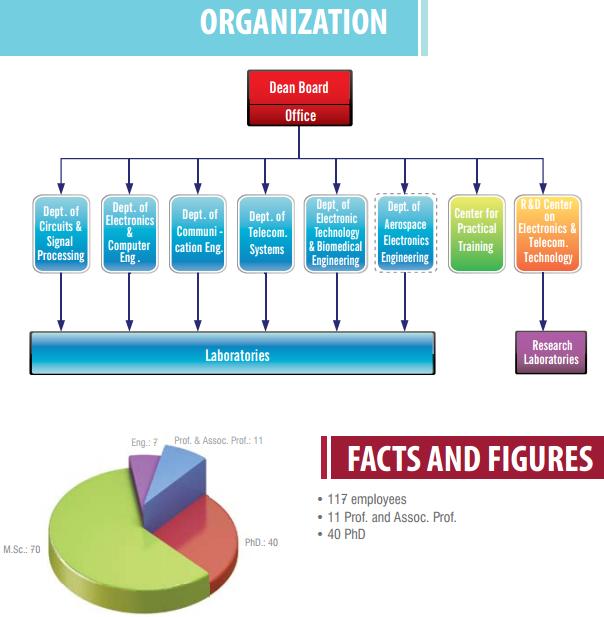 ORGANIZATION
Dean Board
Office
Dept. of
Circuits &
Signal
Processing
Dept. of
Electronics
&
Computer
Eng .
Dept. of
Communi -
cation Eng.
Dept. of
Telecom.
Systems
Dept. of
Electronic
Technology
& Biomedical
Engineering
Dept. of
Aerospace
Electronics
Engineering
Center for
Practical
Training
R&D Center
on
Electronics &
Telecom.
Technology
Laboratories
Research
Laboratories
Eng.: 7
Prof. & Assoc. Prof.: 11
M.Sc.: 70
PhD.: 40
FACTS AND FIGURES
• 117 employees
• 11 Prof. and Assoc. Prof.
• 40 PhD